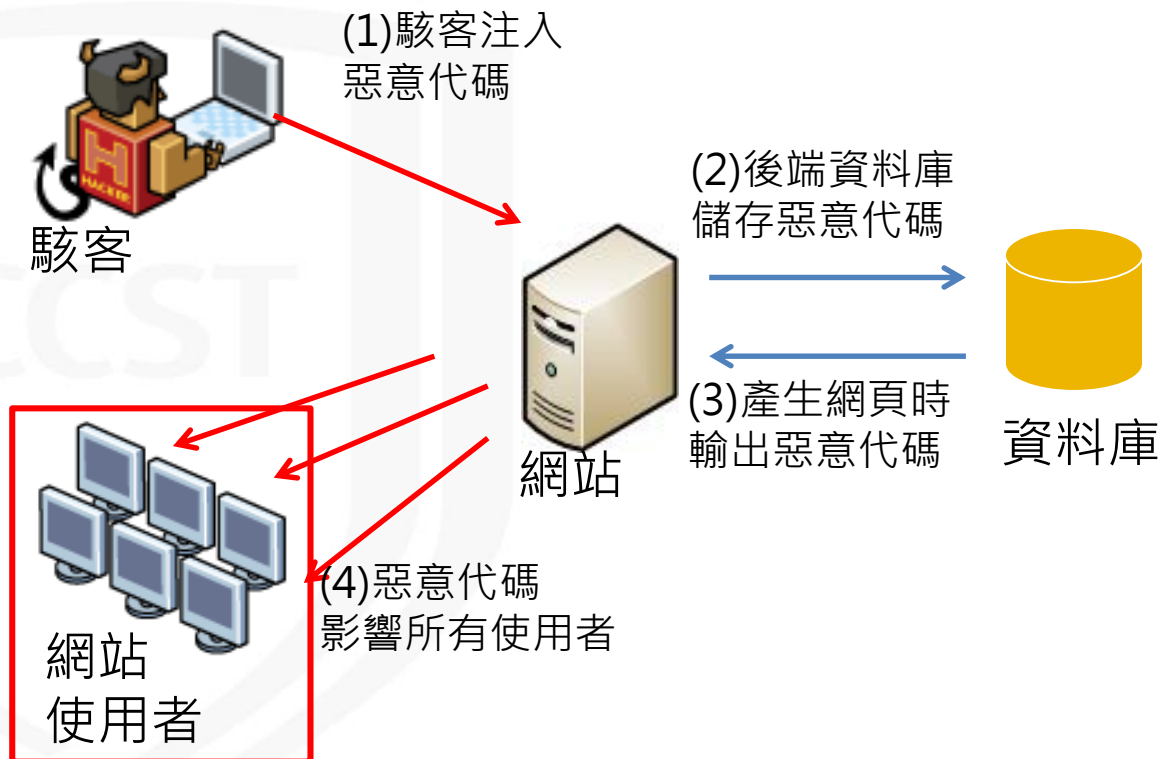 (1)駭客注入
惡意代碼
H
HACKER
駭客
(2)後端資料庫
儲存惡意代碼
(3)產生網頁時
輸出惡意代碼
資料庫
網站
CCST
(4)惡意代碼
影響所有使用者
網站
使用者